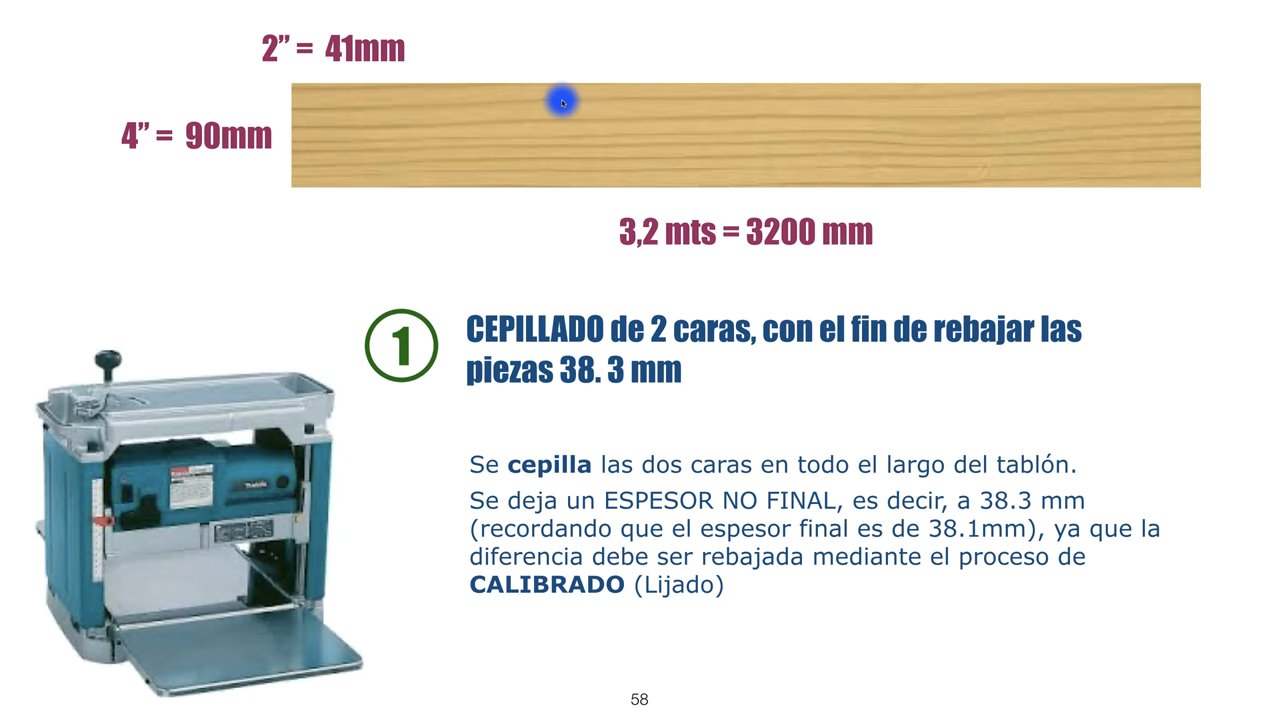 2” = 41mm
4” = 90mm
3,2 mts = 3200 mm
1
CEPILLADO de 2 caras, con el fin de rebajar las
piezas 38. 3 mm
Se cepilla las dos caras en todo el largo del tablón.
Se deja un ESPESOR NO FINAL, es decir, a 38.3 mm
(recordando que el espesor final es de 38.1mm), ya que la
diferencia debe ser rebajada mediante el proceso de
CALIBRADO (Lijado)
58